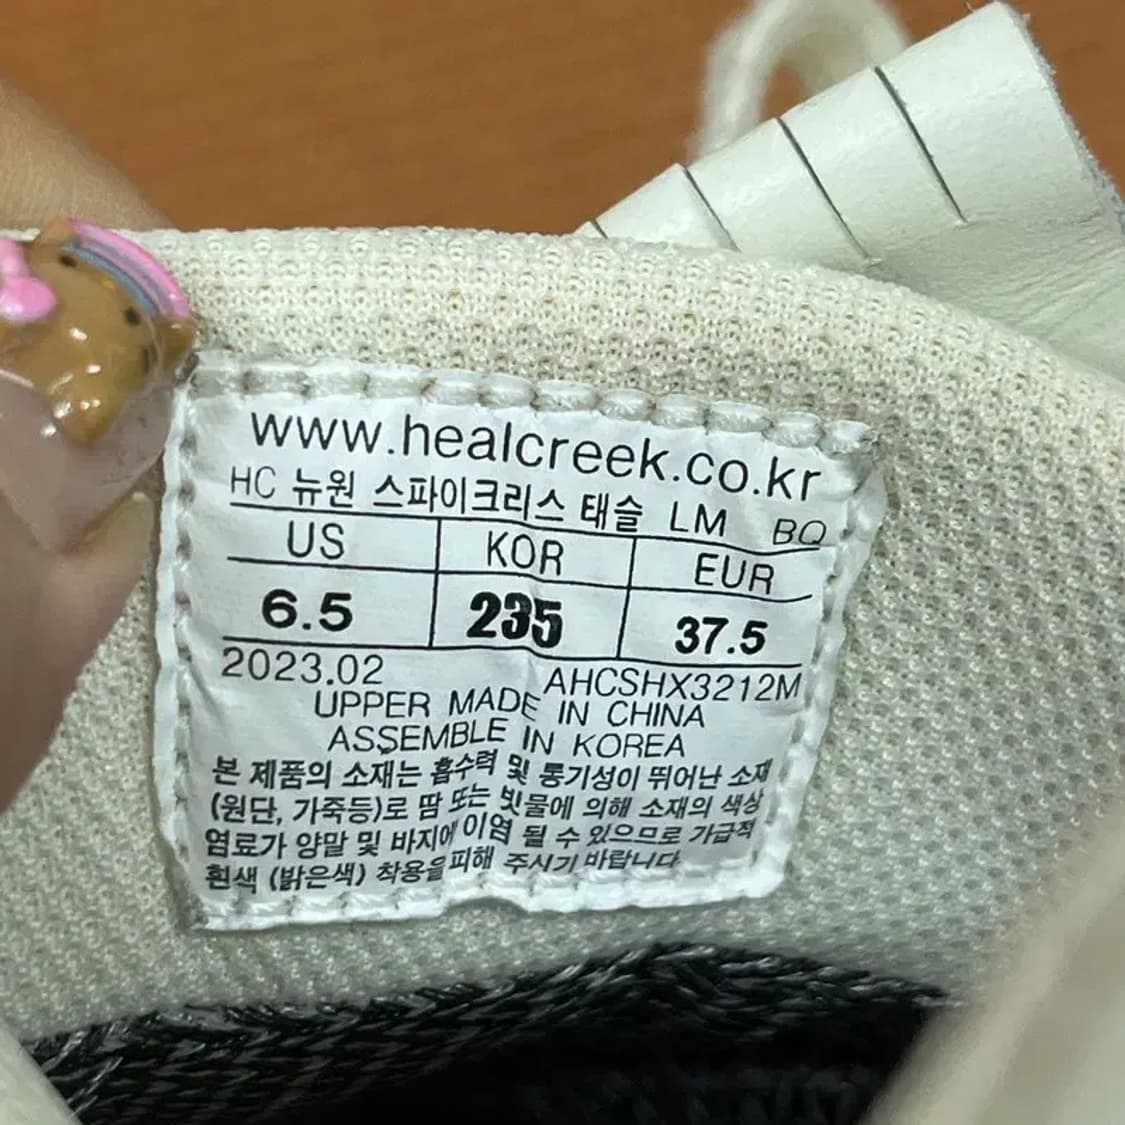 www.healcreek.co.kr
HC 뉴원 스파이크리스 태슬 LM BQ
US KOR EUR
6.5 235 37.5
2023.02 AHCSHX3212M
UPPER MADE IN CHINA
ASSEMBLE IN KOREA
본 제품의 소재는 흡수력 및 통기성이 뛰어난 소재
(원단, 가죽등)로 땀 또는 빗물에 의해 소재의 색상
염료가 양말 및 바지에 이염 될 수 있으므로 가급적
흰색 (밝은색) 착용을 피해 주시기 바랍니다